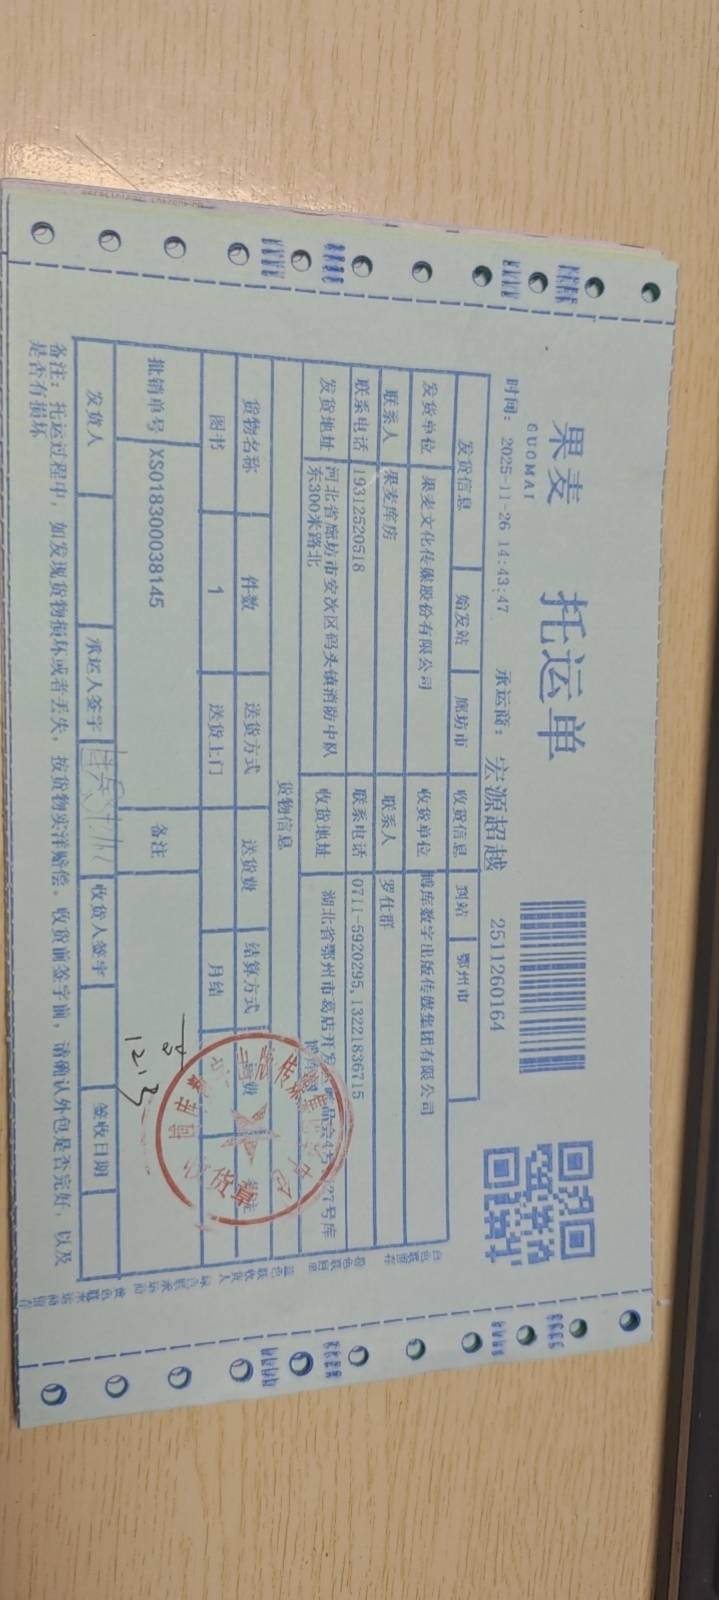 果麦
GUOMAI
托运单
时间: 2025-11-26 14:43:47 承运商: 宏源超越 2511260164
发货信息 始发站 廊坊市 收货信息 到站 鄂州市
发货单位 果麦文化传媒股份有限公司 收货单位 博库数字出版传媒集团有限公司
联系人 果麦库房 联系人 罗仕群
联系电话 19312520518 联系电话 0711-5920295,13221836715
发货地址 河北省廊坊市安次区码头镇消防中队东300米路北 收货地址 湖北省鄂州市葛店开发
货物信息
货物名称 件数 送货方式 送货费 结算方式
图书 1 送货上门 月结
批销单号 XS018300038145 备注
12.3
发货人 承运人签字 收货人签字 签收日期
备注: 托运过程中, 如发现货物损坏或者丢失, 按货物实洋赔偿。收货前签字前, 请确认外包是否完好, 以及
是否有损坏
收货章